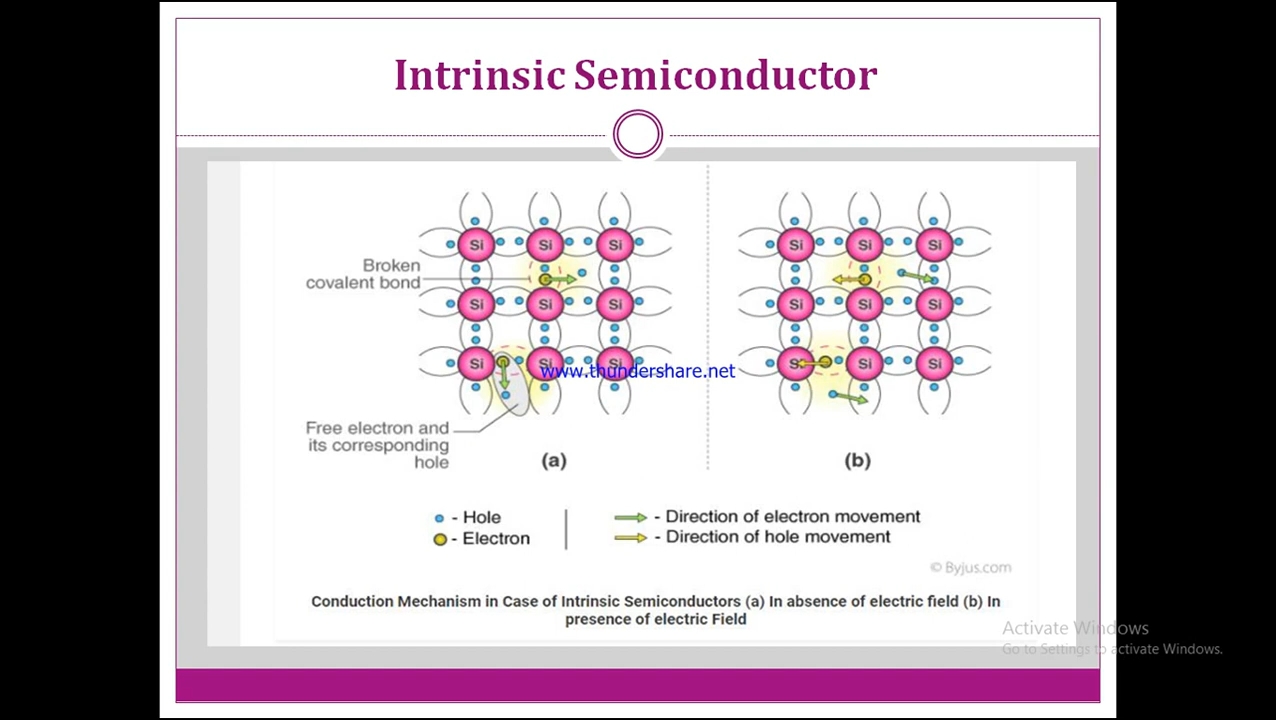 Intrinsic Semiconductor
Si Si Si
Si Si Si
Broken
covalent bond
Si Si Si
Si Si Si
Si Si Si
S Si Si
www.thundershare.net
Free electron and
its corresponding
hole
(a)
(b)
- Hole
- Electron
- Direction of electron movement
- Direction of hole movement
© Byjus.com
Conduction Mechanism in Case of Intrinsic Semiconductors (a) In absence of electric field (b) In
presence of electric Field
Activate Windows
Go to Settings to activate Windows.